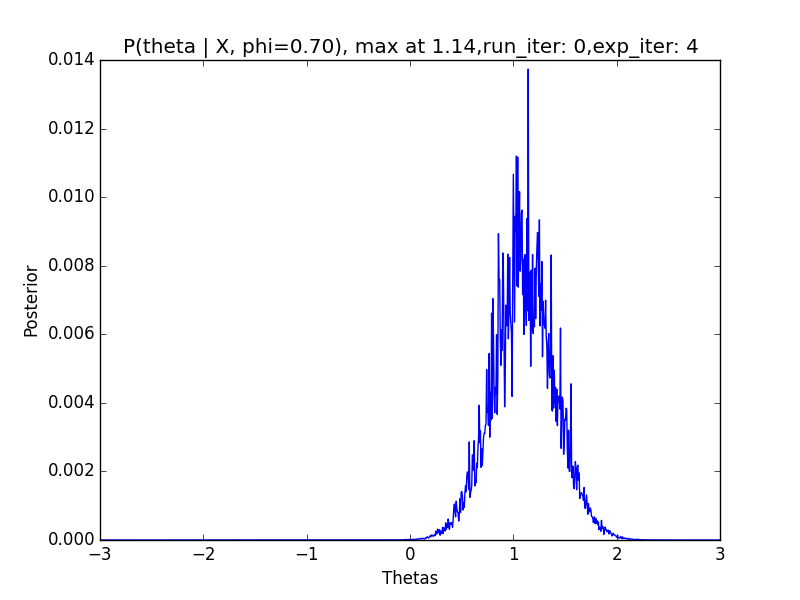 P(theta | X, phi=0.70), max at 1.14,run_iter: 0,exp_iter: 4
0.014
0.012
0.010
0.008
0.006
0.004
0.002
0.000
Posterior
−3 −2 −1 0 1 2 3
Thetas